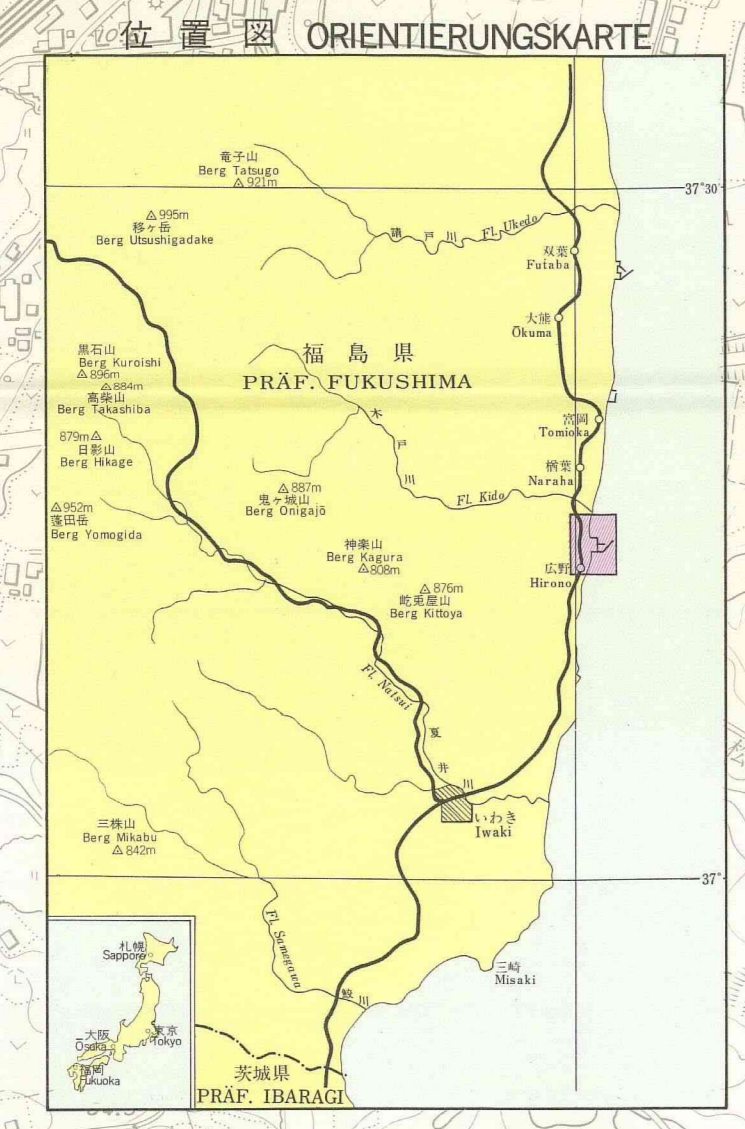 位置図 ORIENTIERUNGSKARTE
竜子山
Berg Tatsugo
921m
37°30'
995m
移ヶ岳
Berg Utsushigadake
請戸川 Fl. Ukedo
双葉
Futaba
大熊
Ōkuma
黒石山
Berg Kuroishi
896m
884m
高柴山
Berg Takashiba
福島県
PRÄF. FUKUSHIMA
879m
日影山
Berg Hikage
富岡
Tomioka
木戸川
Fl. Kido
楢葉
Naraha
887m
鬼ヶ城山
Berg Onigajō
952m
蓬田岳
Berg Yomogida
神楽山
Berg Kagura
808m
広野
Hirono
876m
屹兎屋山
Berg Kittoya
Fl. Natsui
夏井川
いわき
Iwaki
三株山
Berg Mikabu
842m
37°
Fl. Samegawa
鮫川
三崎
Misaki
札幌
Sapporo
大阪
Ōsaka
東京
Tokyo
福岡
Fukuoka
茨城県
PRÄF. IBARAGI